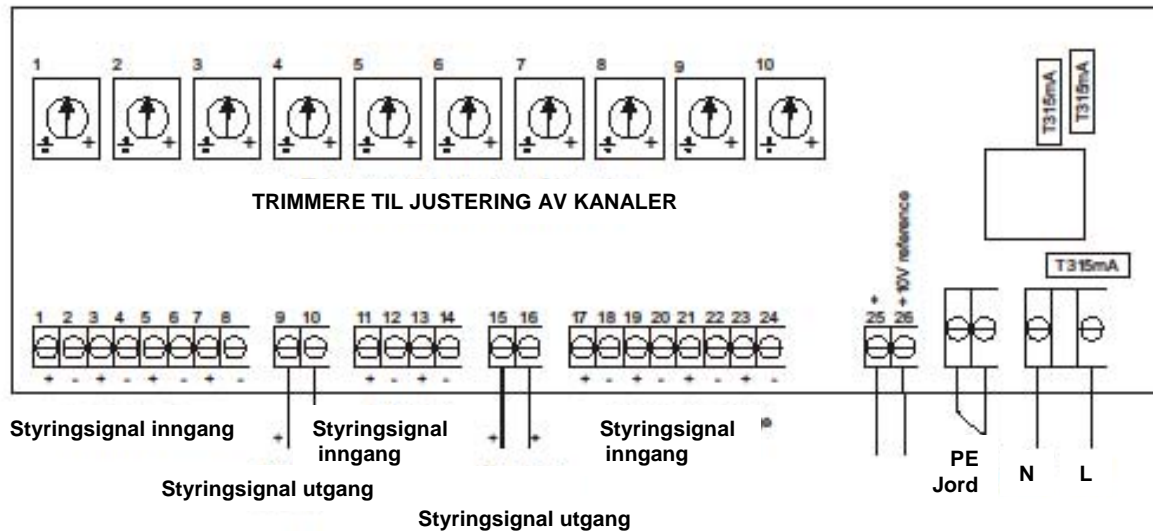 1 2 3 4 5 6 7 8 9 10
T315mA
T315mA
TRIMMERE TIL JUSTERING AV KANALER
T315mA
+
+10V reference
1 2 3 4 5 6 7 8
9 10
11 12 13 14
15 16
17 18 19 20 21 22 23 24
25 26
+ - + - + - + -
+ - + -
+ - + - + - + -
Styringsignal inngang
+
Styringsignal
inngang
+ +
Styringsignal
inngang
Styringsignal utgang
Styringsignal utgang
PE
Jord
N
L